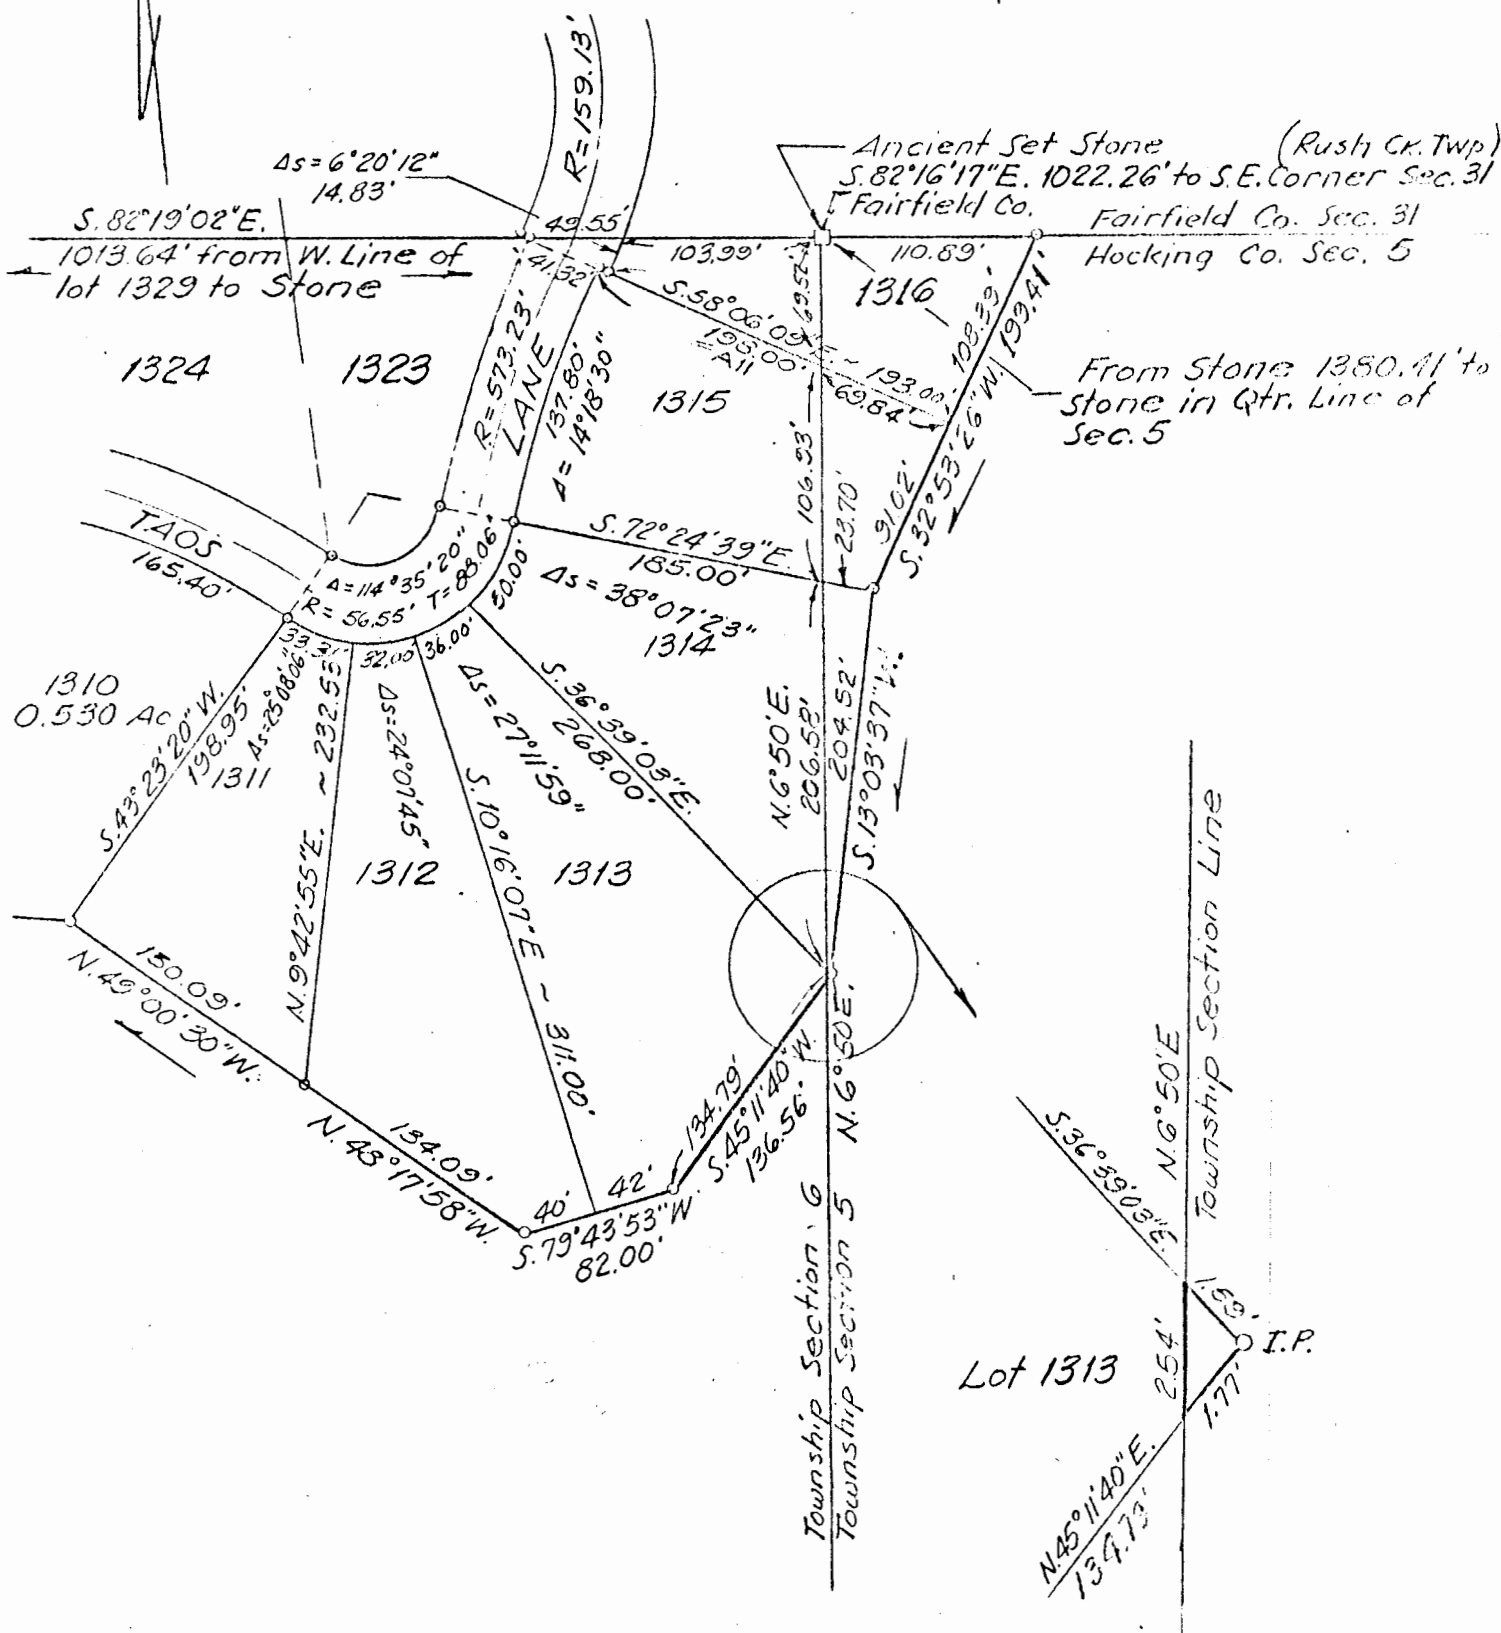 R=159.13'
Δs=6°20'12"
14.83'
Ancient Set Stone (Rush Ck. Twp)
S.82°16'17"E. 1022.26' to S.E. Corner Sec. 31
Fairfield Co.
Fairfield Co. Sec. 31
Hocking Co. Sec. 5
S.82°19'02"E.
1013.64' from W. Line of
lot 1329 to Stone
49.55'
41.32'
103.99'
110.89'
1316
69.52'
S.58°06'09"E. ~ 193.00'
193.00'
=All
69.84'
108.39'
S.32°53'26"W. 199.41'
91.02'
From Stone 1380.41' to
Stone in Qtr. Line of
Sec. 5
1324
1323
1315
R=573.23'
LANE
137.80'
Δ=14°18'30"
106.93'
23.70'
TAOS
165.40'
Δ=114°35'20"
R=56.55' T=88.06'
S.72°24'39"E.
185.00'
Δs=38°07'23"
1314
50.00'
36.00'
32.00'
33.31'
1310
0.530 Ac.
S.43°23'20"W.
198.95'
Δs=25°08'06"
1311
N.9°42'55"E. ~ 232.53'
Δs=24°07'45"
1312
S.10°16'07"E ~ 311.00'
Δs=27°11'59"
1313
S.36°39'03"E.
268.00'
N.6°50'E.
206.58'
204.52'
S.13°03'37"W.
150.09'
N.49°00'30"W.
134.09'
N.43°17'58"W.
40'
42'
S.79°43'53"W
82.00'
134.79'
S.45°11'40"W.
136.56'
N.6°50'E.
Township Section 6
Township Section 5
Township Section Line
N.6°50'E
S.36°39'03"E.
I.P.
2.54'
1.77'
Lot 1313
N.45°11'40"E.